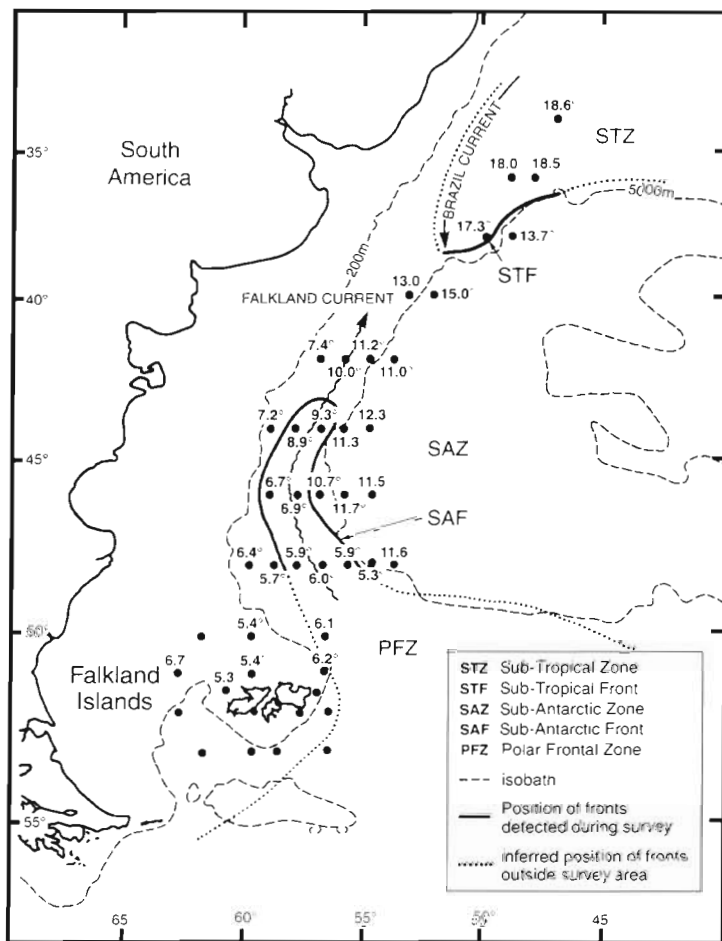 18.6°
STZ
35°
South
America
BRAZIL CURRENT
18.0 18.5
5000m
17.3° 13.7°
STF
200m
40°
FALKLAND CURRENT
13.0
15.0°
7.4° 11.2°
10.0° 11.0°
7.2° 9.3° 12.3
8.9° 11.3
SAZ
45°
6.7° 10.7° 11.5
6.9° 11.7°
SAF
6.4° 5.9° 5.9° 11.6
5.7° 6.0° 5.3°
50°
5.4° 6.1
PFZ
6.7 5.4° 6.2°
5.3
Falkland
Islands
STZ Sub-Tropical Zone
STF Sub-Tropical Front
SAZ Sub-Antarctic Zone
SAF Sub-Antarctic Front
PFZ Polar Frontal Zone
isobath
Position of fronts
detected during survey
inferred position of fronts
outside survey area
55°
65 60° 55° 50° 45